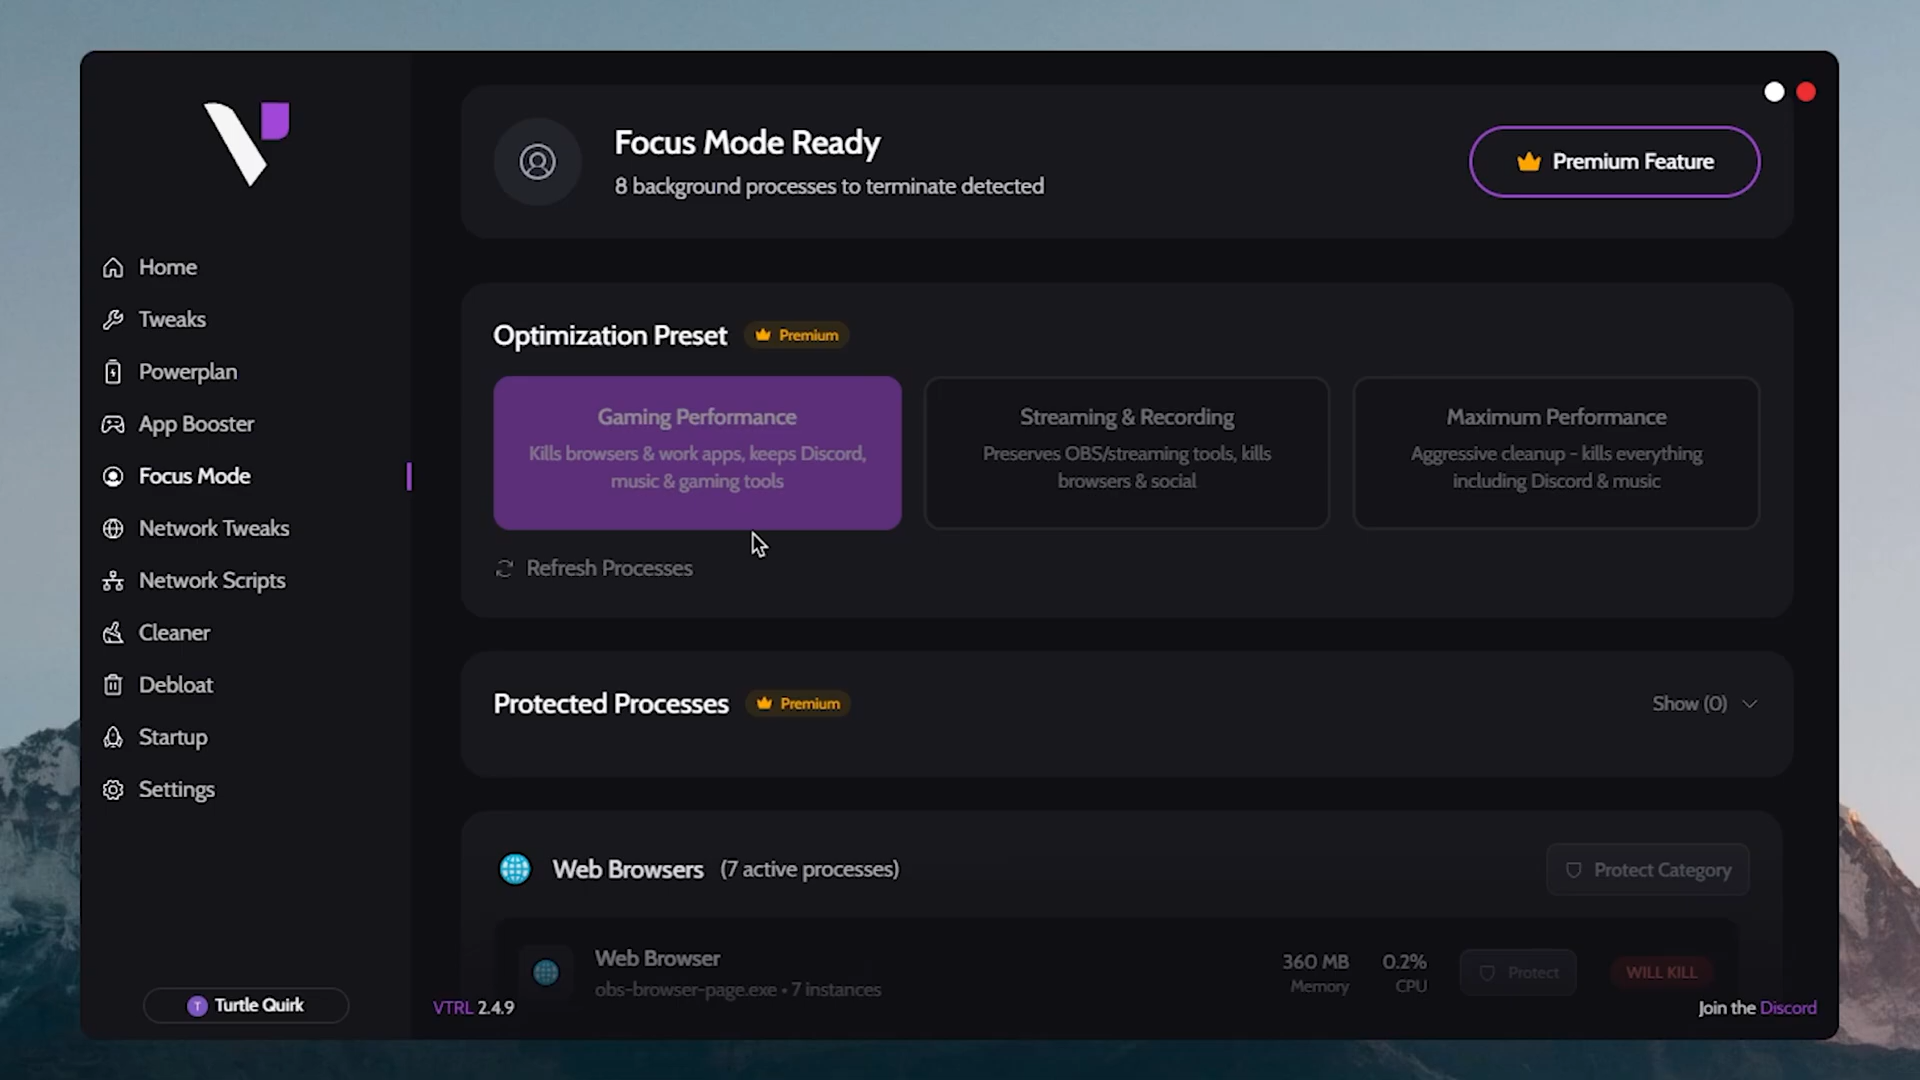 Focus Mode Ready
8 background processes to terminate detected
Premium Feature
Home
Tweaks
Powerplan
App Booster
Focus Mode
Network Tweaks
Network Scripts
Cleaner
Debloat
Startup
Settings
T Turtle Quirk
Optimization Preset
Premium
Gaming Performance
Kills browsers & work apps, keeps Discord,
music & gaming tools
Streaming & Recording
Preserves OBS/streaming tools, kills
browsers & social
Maximum Performance
Aggressive cleanup - kills everything
including Discord & music
Refresh Processes
Protected Processes
Premium
Show (0)
Web Browsers (7 active processes)
Protect Category
Web Browser
obs-browser-page.exe • 7 instances
360 MB
Memory
0.2%
CPU
Protect
WILL KILL
VTRL 2.4.9
Join the Discord